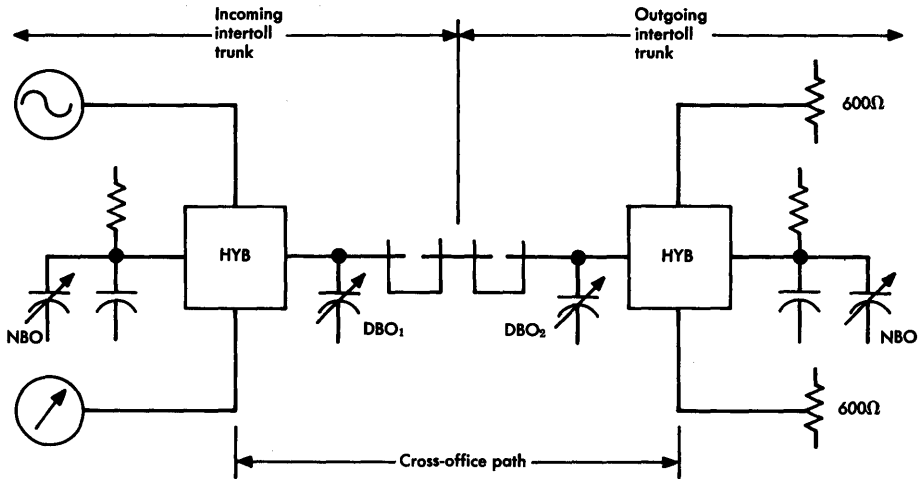 Incoming
intertoll
trunk
Outgoing
intertoll
trunk
600Ω
HYB
HYB
NBO
DBO₁
DBO₂
NBO
600Ω
Cross-office path